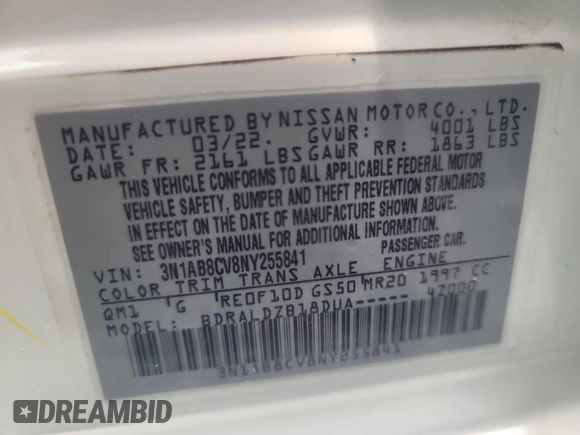 MANUFACTURED BY NISSAN MOTOR CO., LTD.
DATE: 03/22. GVWR: 4001 LBS
GAWR FR: 2161 LBS GAWR RR: 1863 LBS
THIS VEHICLE CONFORMS TO ALL APPLICABLE FEDERAL MOTOR
VEHICLE SAFETY, BUMPER AND THEFT PREVENTION STANDARDS
IN EFFECT ON THE DATE OF MANUFACTURE SHOWN ABOVE.
SEE OWNER'S MANUAL FOR ADDITIONAL INFORMATION.
VIN: 3N1AB8CV8NY255841 PASSENGER CAR.
COLOR TRIM TRANS AXLE ENGINE
QM1 G RE0F10D GS50 MR20 1997 CC
BDRALDZB18DUA----- 4Z000
3N1AB8CV8NY255841
DREAMBID